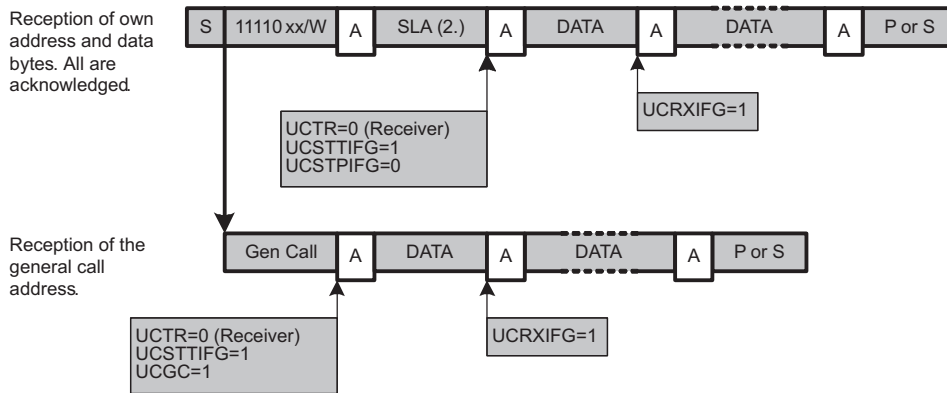 Reception of own
address and data
bytes. All are
acknowledged.
S 11110 xx/W A SLA (2.) A DATA A DATA A P or S
UCTR=0 (Receiver)
UCSTTIFG=1
UCSTPIFG=0
UCRXIFG=1
Reception of the
general call
address.
Gen Call A DATA A DATA A P or S
UCTR=0 (Receiver)
UCSTTIFG=1
UCGC=1
UCRXIFG=1